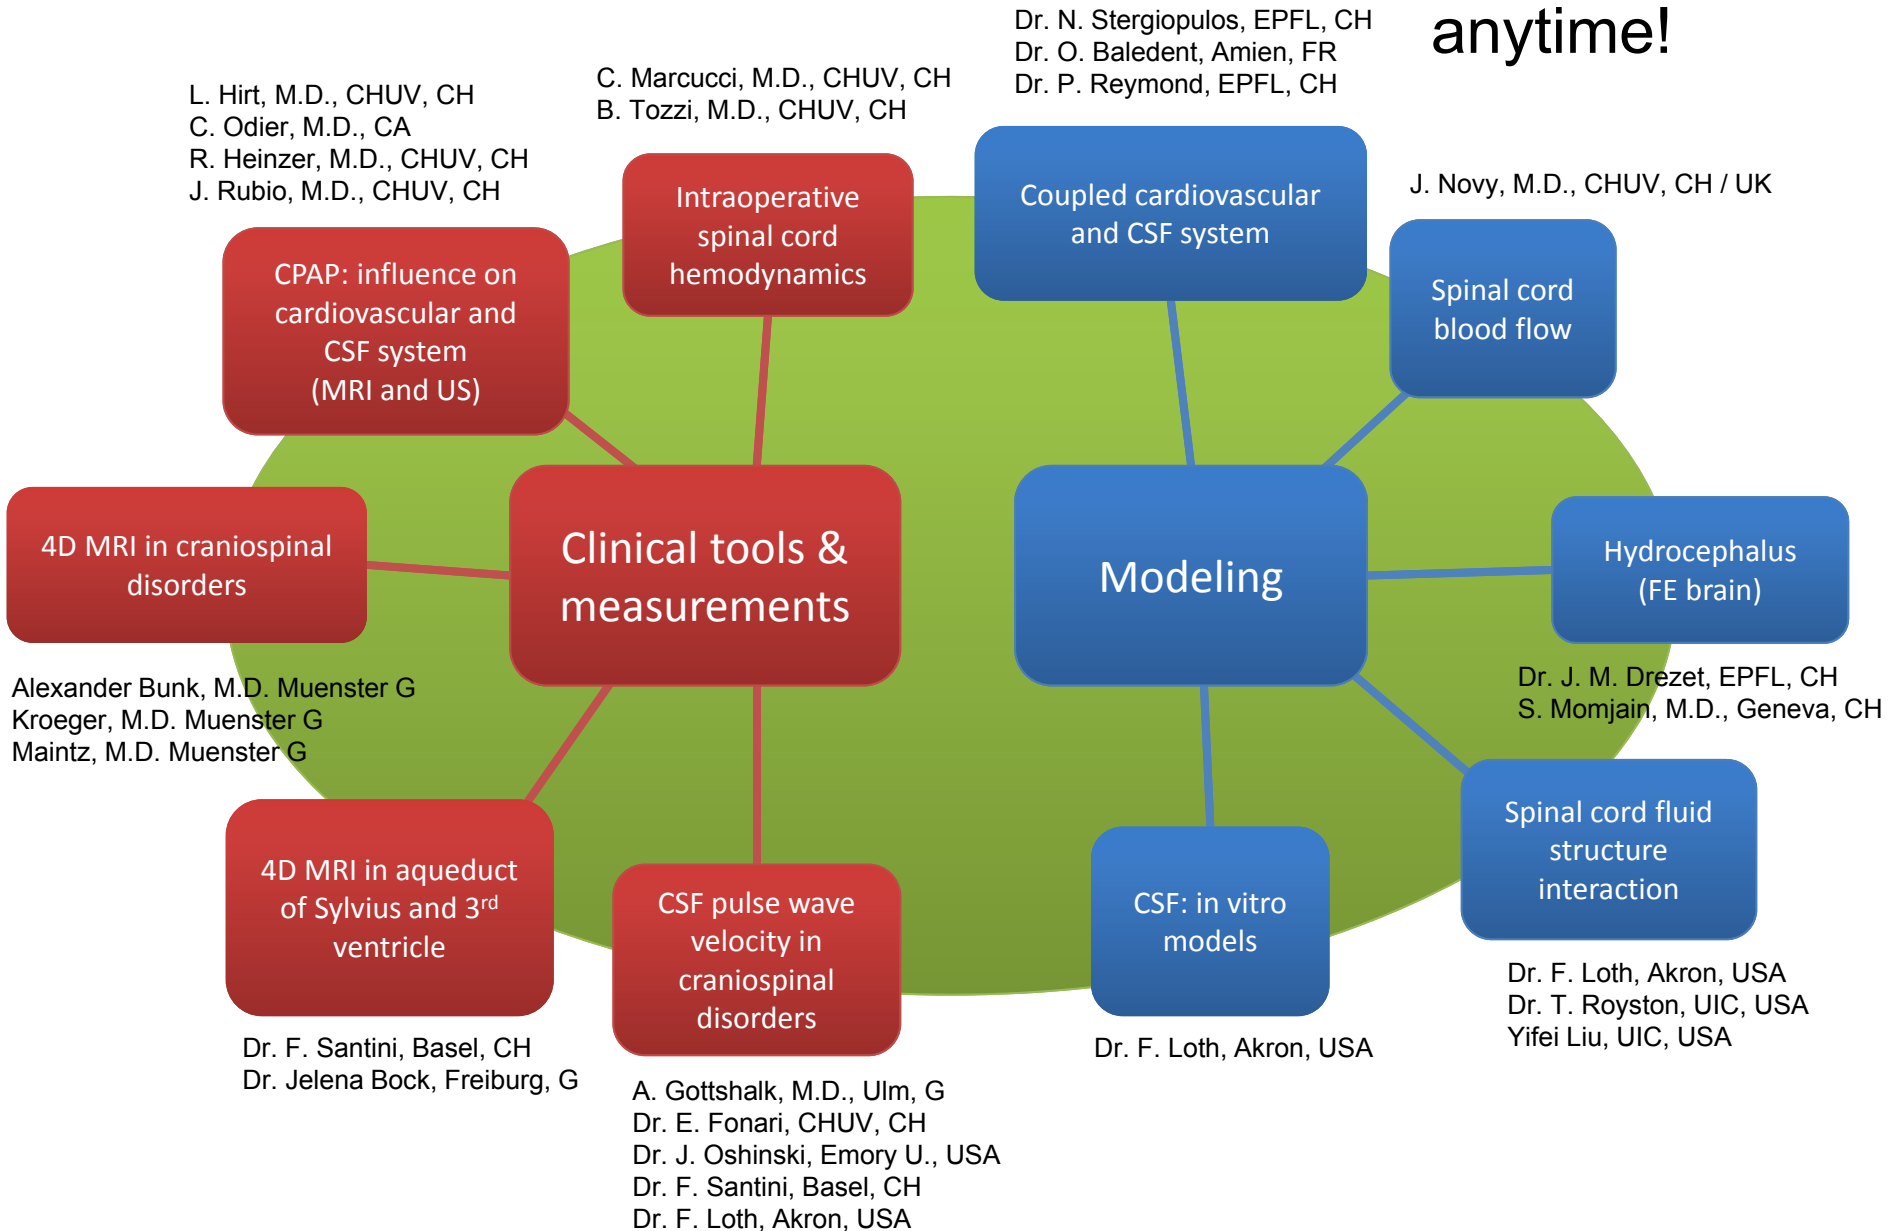 anytime!
Dr. N. Stergiopulos, EPFL, CH
Dr. O. Baledent, Amien, FR
Dr. P. Reymond, EPFL, CH
C. Marcucci, M.D., CHUV, CH
B. Tozzi, M.D., CHUV, CH
L. Hirt, M.D., CHUV, CH
C. Odier, M.D., CA
R. Heinzer, M.D., CHUV, CH
J. Rubio, M.D., CHUV, CH
J. Novy, M.D., CHUV, CH / UK
Intraoperative
spinal cord
hemodynamics
Coupled cardiovascular
and CSF system
CPAP: influence on
cardiovascular and
CSF system
(MRI and US)
Spinal cord
blood flow
4D MRI in craniospinal
disorders
Clinical tools &
measurements
Modeling
Hydrocephalus
(FE brain)
Alexander Bunk, M.D. Muenster G
Kroeger, M.D. Muenster G
Maintz, M.D. Muenster G
Dr. J. M. Drezet, EPFL, CH
S. Momjain, M.D., Geneva, CH
4D MRI in aqueduct
of Sylvius and 3rd
ventricle
CSF pulse wave
velocity in
craniospinal
disorders
CSF: in vitro
models
Spinal cord fluid
structure
interaction
Dr. F. Santini, Basel, CH
Dr. Jelena Bock, Freiburg, G
A. Gottshalk, M.D., Ulm, G
Dr. E. Fonari, CHUV, CH
Dr. J. Oshinski, Emory U., USA
Dr. F. Santini, Basel, CH
Dr. F. Loth, Akron, USA
Dr. F. Loth, Akron, USA
Dr. F. Loth, Akron, USA
Dr. T. Royston, UIC, USA
Yifei Liu, UIC, USA